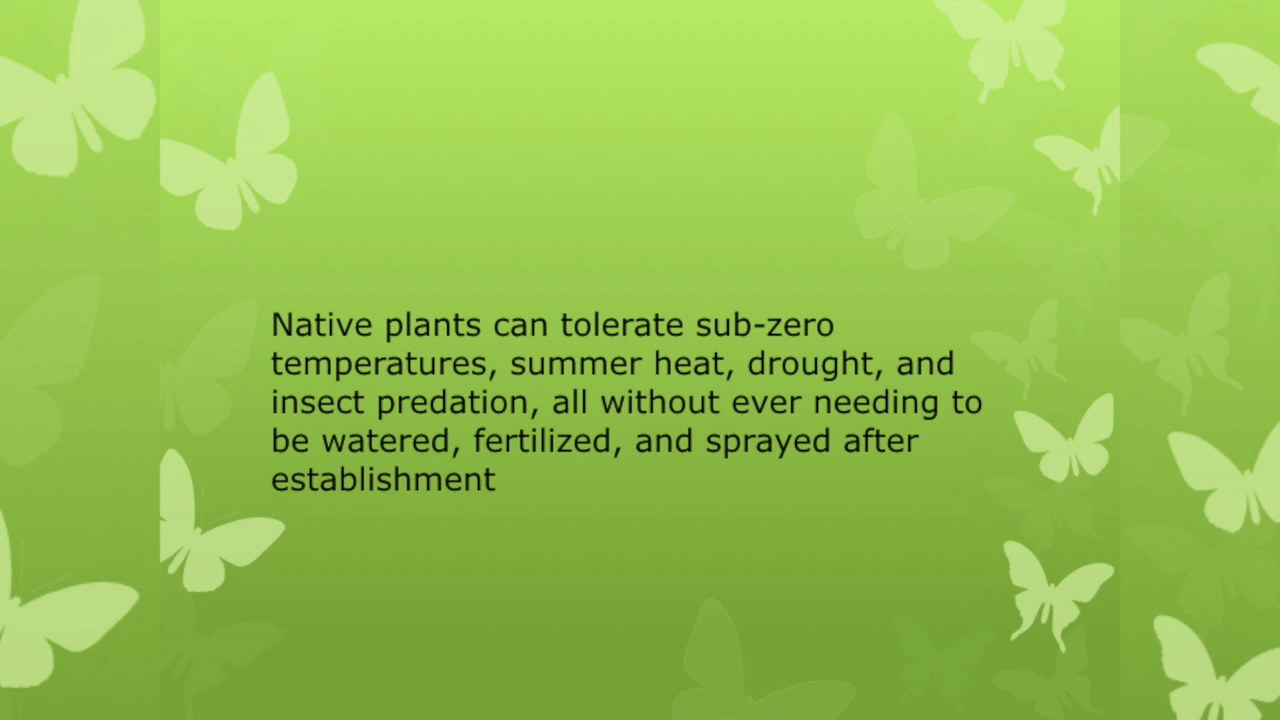 Native plants can tolerate sub-zero
temperatures, summer heat, drought, and
insect predation, all without ever needing to
be watered, fertilized, and sprayed after
establishment